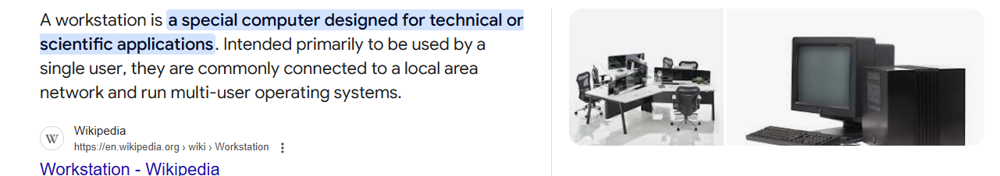 A workstation is a special computer designed for technical or
scientific applications. Intended primarily to be used by a
single user, they are commonly connected to a local area
network and run multi-user operating systems.
W
Wikipedia
https://en.wikipedia.org › wiki › Workstation
Workstation - Wikipedia